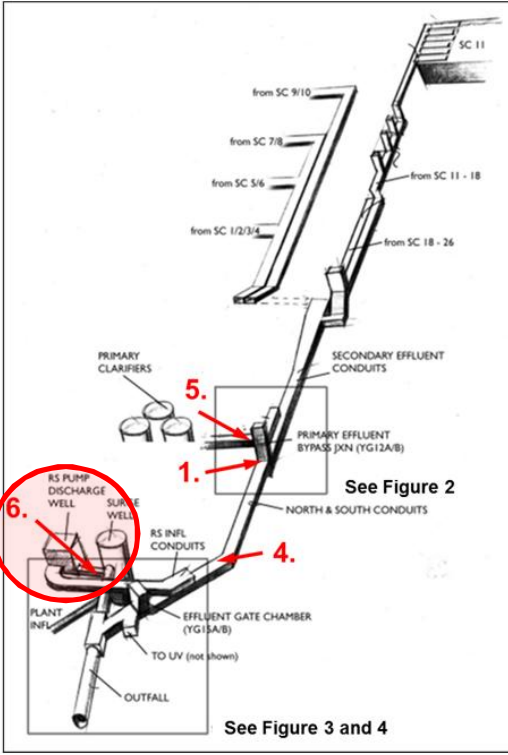 SC 11
from SC 9/10
from SC 7/8
from SC 11 - 18
from SC 5/6
from SC 1/2/3/4
from SC 18 - 26
PRIMARY
CLARIFIERS
SECONDARY EFFLUENT
CONDUITS
5.
PRIMARY EFFLUENT
BYPASS JXN (YG12A/B)
1.
See Figure 2
RS PUMP
DISCHARGE
WELL
6.
SURGE
WELL
NORTH & SOUTH CONDUITS
RS INFL
CONDUITS
4.
PLANT
INFL
EFFLUENT GATE CHAMBER
(YG15A/B)
TO UV (not shown)
OUTFALL
See Figure 3 and 4